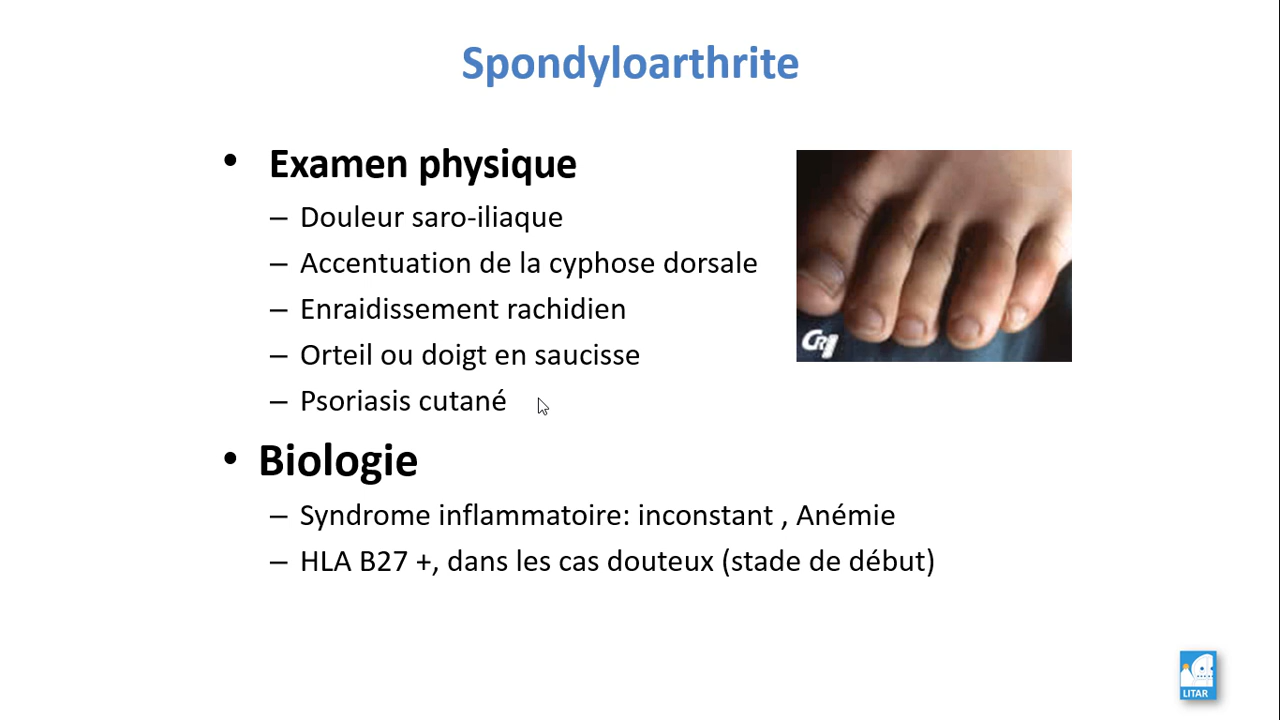 Spondyloarthrite
• Examen physique
– Douleur saro-iliaque
– Accentuation de la cyphose dorsale
– Enraidissement rachidien
– Orteil ou doigt en saucisse
– Psoriasis cutané
• Biologie
– Syndrome inflammatoire: inconstant , Anémie
– HLA B27 +, dans les cas douteux (stade de début)
LITAR